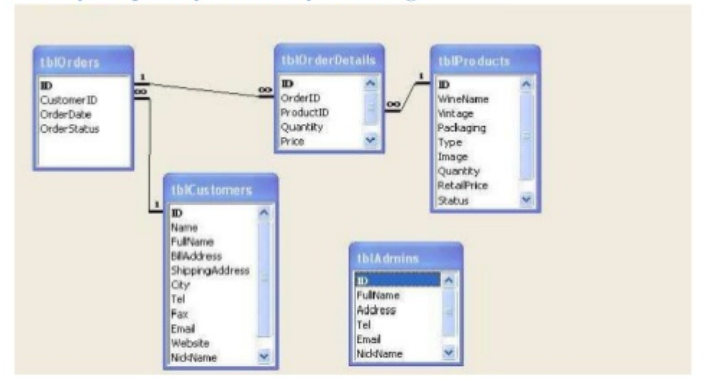 tblOrders
ID
CustomerID
OrderDate
OrderStatus
1
∞
∞
tblOrderDetails
ID
OrderID
ProductID
Quantity
Price
1
∞
tblProducts
ID
WineName
Vintage
Packaging
Type
Image
Quantity
RetailPrice
Status
1
tblCustomers
ID
Name
FullName
BillAddress
ShippingAddress
City
Tel
Fax
Email
Website
NickName
tblAdmins
ID
FullName
Address
Tel
Email
NickName